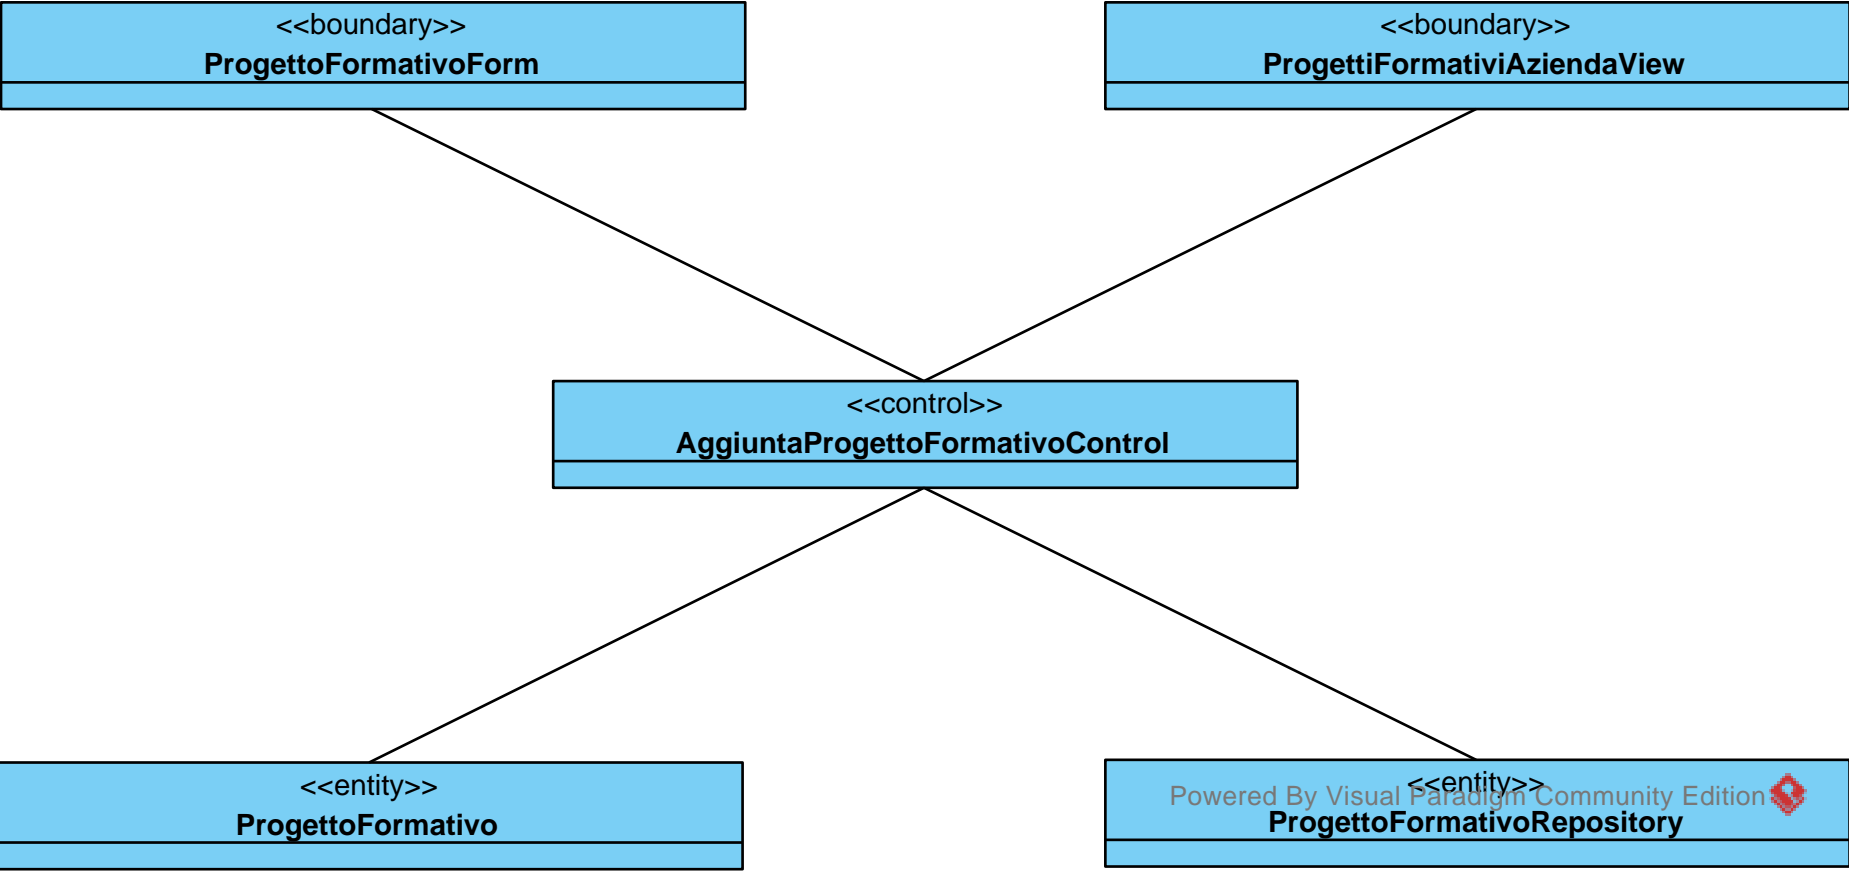 <<boundary>>
ProgettoFormativoForm
<<boundary>>
ProgettiFormativiAziendaView
<<control>>
AggiuntaProgettoFormativoControl
<<entity>>
ProgettoFormativo
<<entity>>
Powered By Visual Paradigm Community Edition
ProgettoFormativoRepository